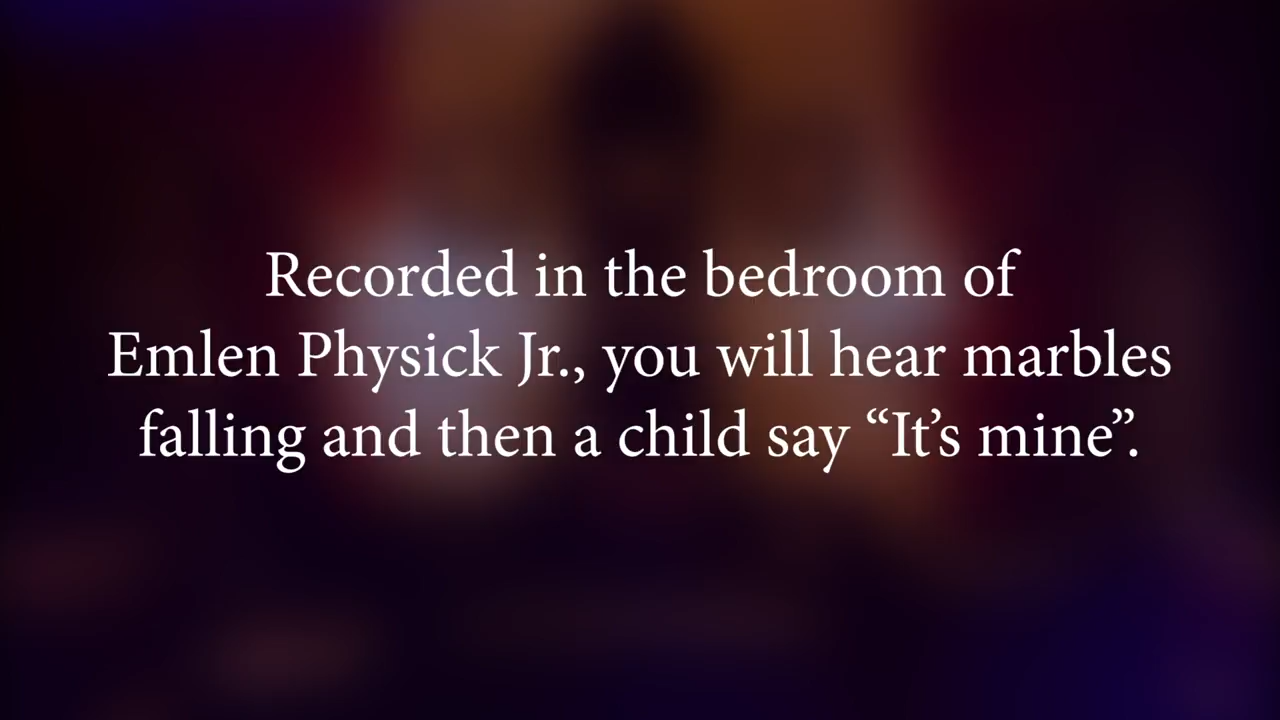 Recorded in the bedroom of
Emlen Physick Jr., you will hear marbles
falling and then a child say “It’s mine”.